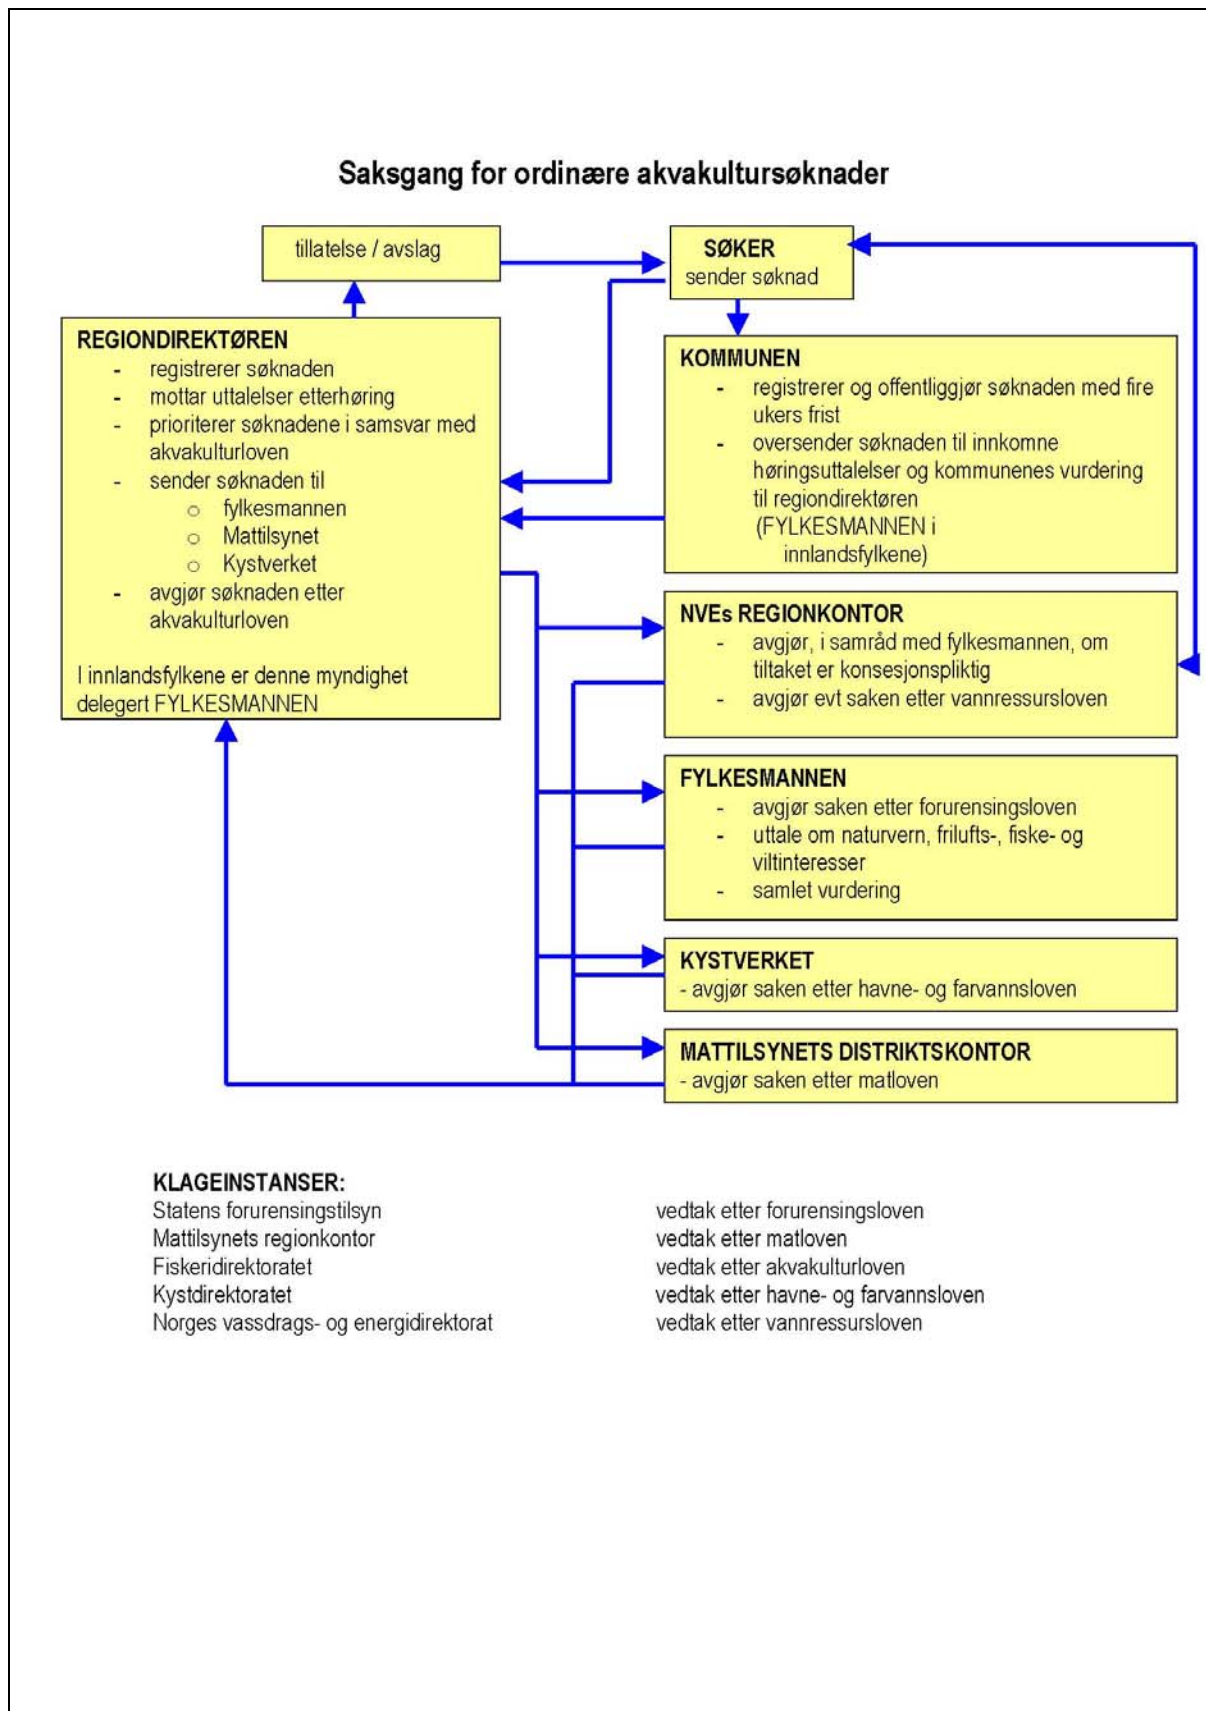 Saksgang for ordinære akvakultursøknader
tillatelse / avslag
SØKER
sender søknad
REGIONDIREKTØREN
- registrerer søknaden
- mottar uttalelser etterhøring
- prioriterer søknadene i samsvar med
akvakulturloven
- sender søknaden til
o fylkesmannen
o Mattilsynet
o Kystverket
- avgjør søknaden etter
akvakulturloven
I innlandsfylkene er denne myndighet
delegert FYLKESMANNEN
KOMMUNEN
- registrerer og offentliggjør søknaden med fire
ukers frist
- oversender søknaden til innkomne
høringsuttalelser og kommunenes vurdering
til regiondirektøren
(FYLKESMANNEN i
innlandsfylkene)
NVEs REGIONKONTOR
- avgjør, i samråd med fylkesmannen, om
tiltaket er konsesjonspliktig
- avgjør evt saken etter vannressursloven
FYLKESMANNEN
- avgjør saken etter forurensingsloven
- uttale om naturvern, frilufts-, fiske- og
viltinteresser
- samlet vurdering
KYSTVERKET
- avgjør saken etter havne- og farvannsloven
MATTILSYNETS DISTRIKTSKONTOR
- avgjør saken etter matloven
KLAGEINSTANSER:
Statens forurensingstilsyn vedtak etter forurensingsloven
Mattilsynets regionkontor vedtak etter matloven
Fiskeridirektoratet vedtak etter akvakulturloven
Kystdirektoratet vedtak etter havne- og farvannsloven
Norges vassdrags- og energidirektorat vedtak etter vannressursloven